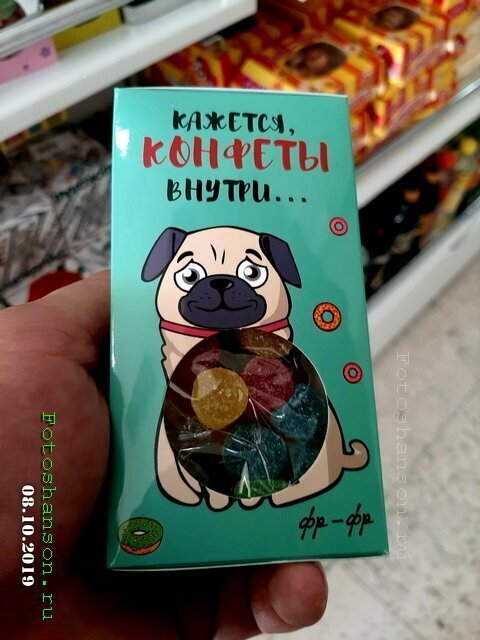 КАЖЕТСЯ,
КОНФЕТЫ
ВНУТРИ...
фр-фр
Fotoshanson.ru
08.10.2019
Fotoshanson.ru